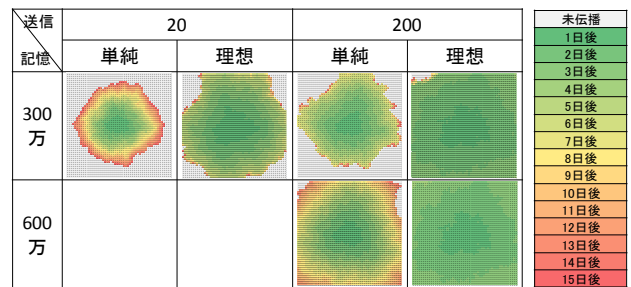 送信
記憶
20
200
単純
理想
単純
理想
300
万
600
万
未伝播
1日後
2日後
3日後
4日後
5日後
6日後
7日後
8日後
9日後
10日後
11日後
12日後
13日後
14日後
15日後